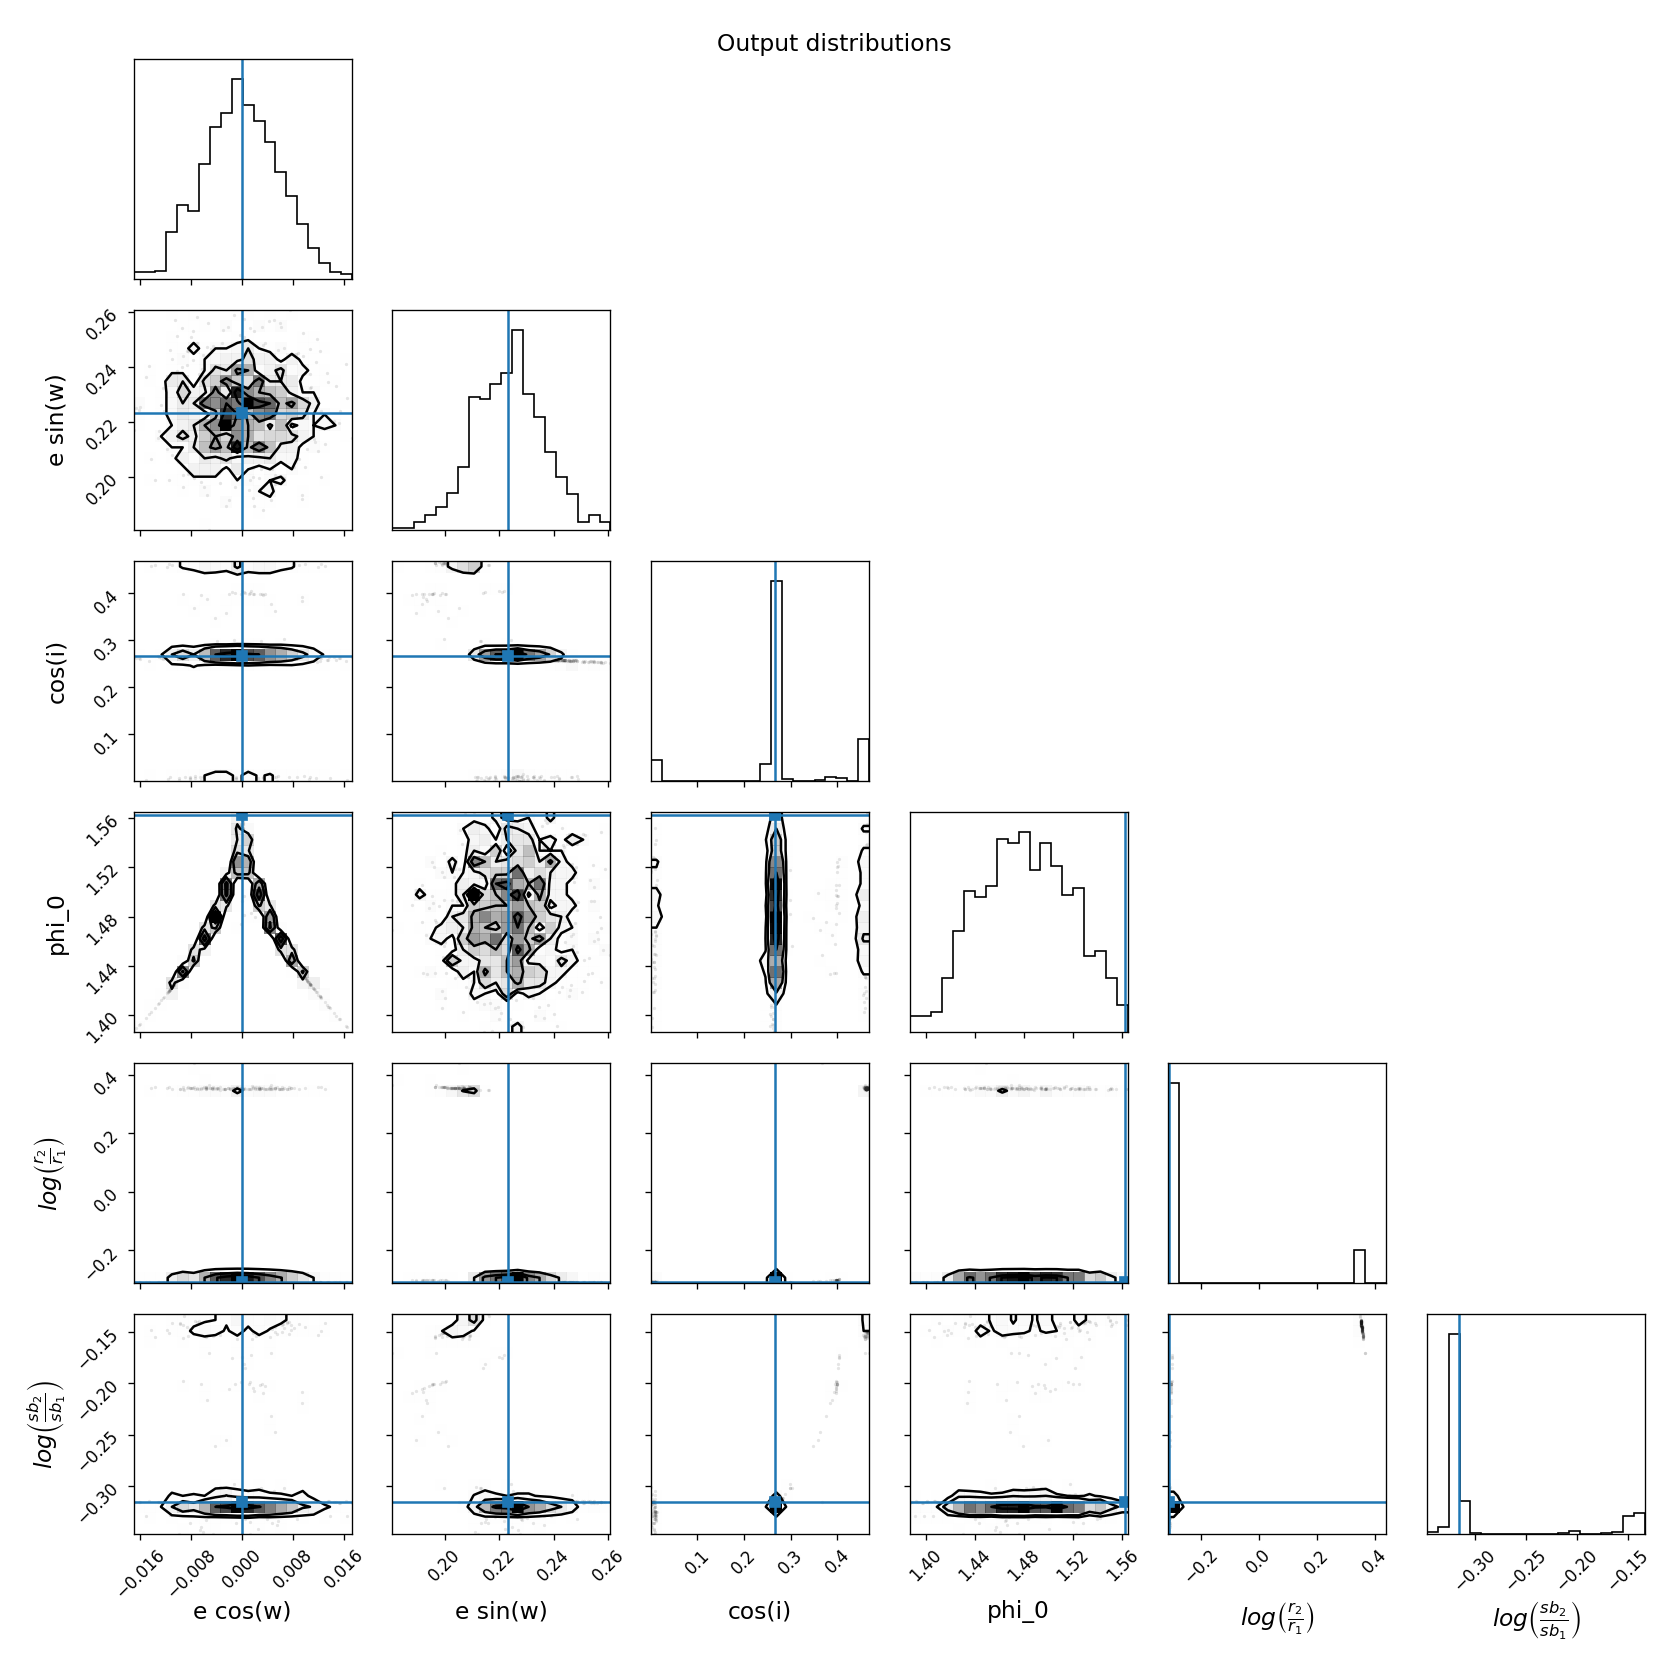 Output distributions
0.26
0.24
0.22
0.20
e sin(w)
0.4
0.3
0.2
0.1
cos(i)
1.56
1.52
1.48
1.44
1.40
phi_0
0.4
0.2
0.0
−0.2
log(r₂/r₁)
−0.15
−0.20
−0.25
−0.30
log(sb₂/sb₁)
−0.016 −0.008 0.000 0.008 0.016 0.20 0.22 0.24 0.26 0.1 0.2 0.3 0.4 1.40 1.44 1.48 1.52 1.56 −0.2 0.0 0.2 0.4 −0.30 −0.25 −0.20 −0.15
e cos(w) e sin(w) cos(i) phi_0 log(r₂/r₁) log(sb₂/sb₁)